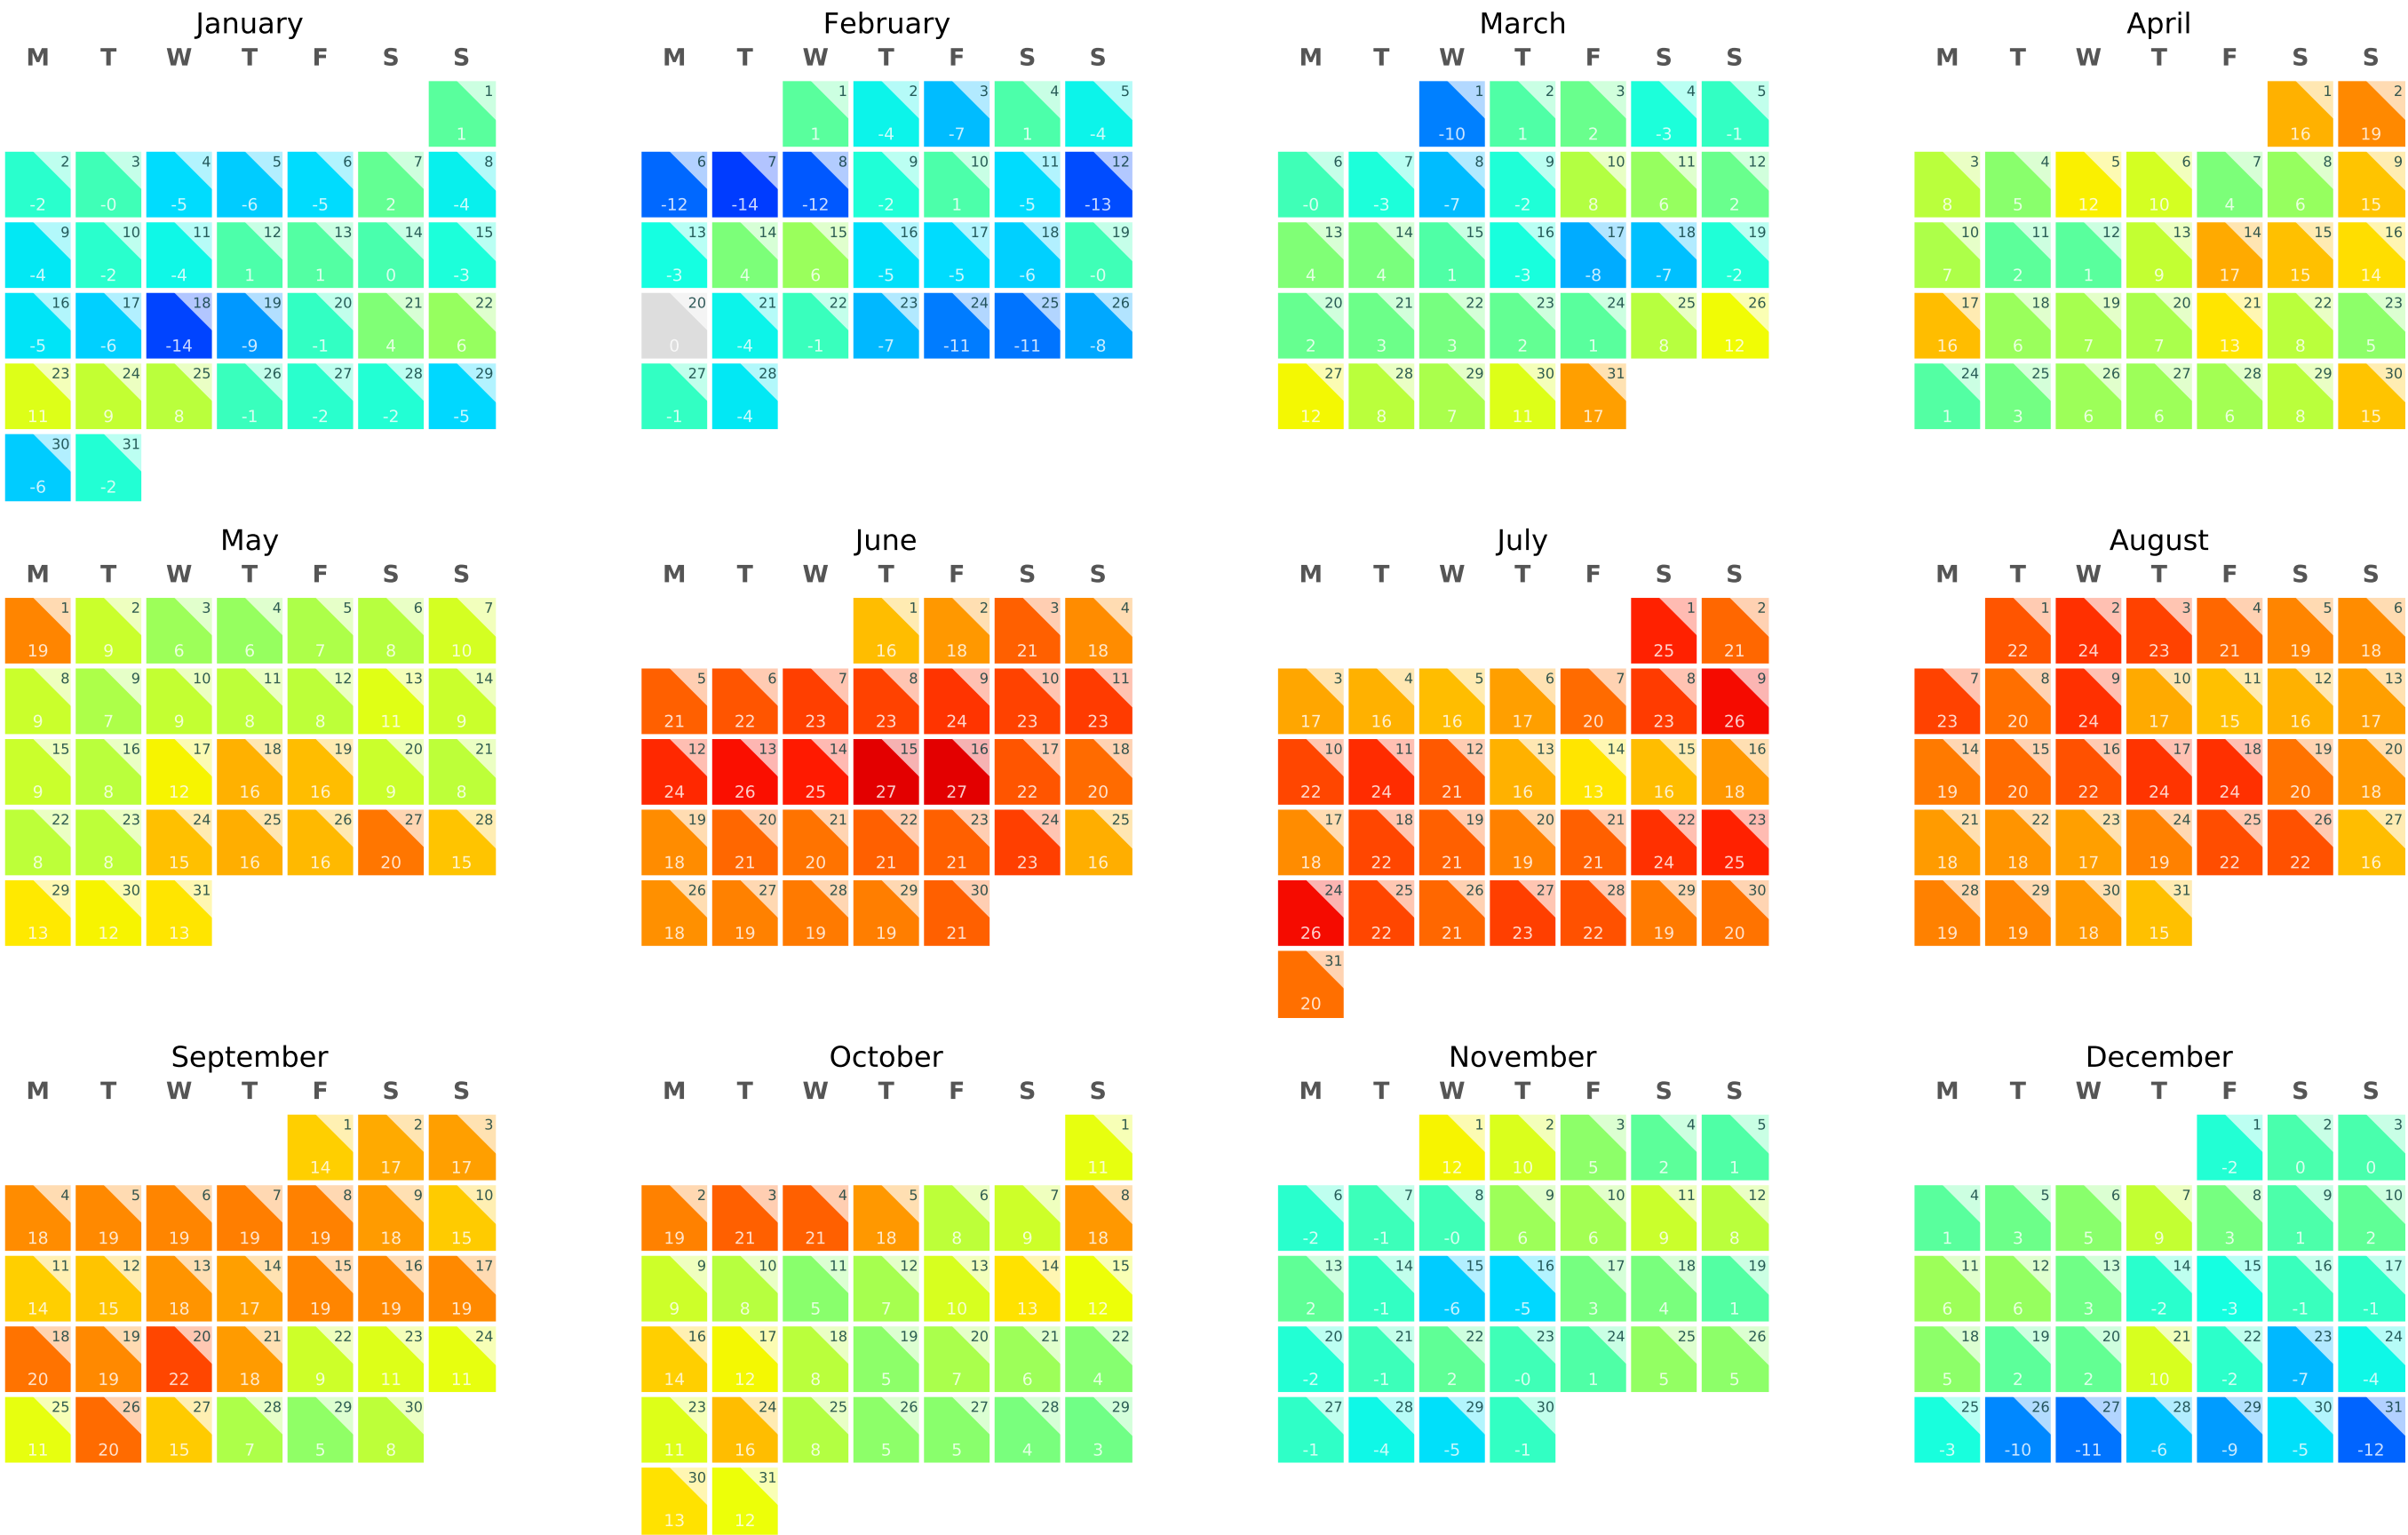 January February March April
M T W T F S S M T W T F S S M T W T F S S M T W T F S S
1 1 2 3 4 5 1 2 3 4 5 1 2
1 1 -4 -7 1 -4 -10 1 2 -3 -1 16 19
2 3 4 5 6 7 8 6 7 8 9 10 11 12 6 7 8 9 10 11 12 3 4 5 6 7 8 9
-2 -0 -5 -6 -5 2 -4 -12 -14 -12 -2 1 -5 -13 -0 -3 -7 -2 8 6 2 8 5 12 10 4 6 15
9 10 11 12 13 14 15 13 14 15 16 17 18 19 13 14 15 16 17 18 19 10 11 12 13 14 15 16
-4 -2 -4 1 1 0 -3 -3 4 6 -5 -5 -6 -0 4 4 1 -3 -8 -7 -2 7 2 1 9 17 15 14
16 17 18 19 20 21 22 20 21 22 23 24 25 26 20 21 22 23 24 25 26 17 18 19 20 21 22 23
-5 -6 -14 -9 -1 4 6 0 -4 -1 -7 -11 -11 -8 2 3 3 2 1 8 12 16 6 7 7 13 8 5
23 24 25 26 27 28 29 27 28 27 28 29 30 31 24 25 26 27 28 29 30
11 9 8 -1 -2 -2 -5 -1 -4 12 8 7 11 17 1 3 6 6 6 8 15
30 31
-6 -2
May June July August
M T W T F S S M T W T F S S M T W T F S S M T W T F S S
1 2 3 4 5 6 7 1 2 3 4 1 2 1 2 3 4 5 6
19 9 6 6 7 8 10 16 18 21 18 25 21 22 24 23 21 19 18
8 9 10 11 12 13 14 5 6 7 8 9 10 11 3 4 5 6 7 8 9 7 8 9 10 11 12 13
9 7 9 8 8 11 9 21 22 23 23 24 23 23 17 16 16 17 20 23 26 23 20 24 17 15 16 17
15 16 17 18 19 20 21 12 13 14 15 16 17 18 10 11 12 13 14 15 16 14 15 16 17 18 19 20
9 8 12 16 16 9 8 24 26 25 27 27 22 20 22 24 21 16 13 16 18 19 20 22 24 24 20 18
22 23 24 25 26 27 28 19 20 21 22 23 24 25 17 18 19 20 21 22 23 21 22 23 24 25 26 27
8 8 15 16 16 20 15 18 21 20 21 21 23 16 18 22 21 19 21 24 25 18 18 17 19 22 22 16
29 30 31 26 27 28 29 30 24 25 26 27 28 29 30 28 29 30 31
13 12 13 18 19 19 19 21 26 22 21 23 22 19 20 19 19 18 15
31
20
September October November December
M T W T F S S M T W T F S S M T W T F S S M T W T F S S
1 2 3 1 1 2 3 4 5 1 2 3
14 17 17 11 12 10 5 2 1 -2 0 0
4 5 6 7 8 9 10 2 3 4 5 6 7 8 6 7 8 9 10 11 12 4 5 6 7 8 9 10
18 19 19 19 19 18 15 19 21 21 18 8 9 18 -2 -1 -0 6 6 9 8 1 3 5 9 3 1 2
11 12 13 14 15 16 17 9 10 11 12 13 14 15 13 14 15 16 17 18 19 11 12 13 14 15 16 17
14 15 18 17 19 19 19 9 8 5 7 10 13 12 2 -1 -6 -5 3 4 1 6 6 3 -2 -3 -1 -1
18 19 20 21 22 23 24 16 17 18 19 20 21 22 20 21 22 23 24 25 26 18 19 20 21 22 23 24
20 19 22 18 9 11 11 14 12 8 5 7 6 4 -2 -1 2 -0 1 5 5 5 2 2 10 -2 -7 -4
25 26 27 28 29 30 23 24 25 26 27 28 29 27 28 29 30 25 26 27 28 29 30 31
11 20 15 7 5 8 11 16 8 5 5 4 3 -1 -4 -5 -1 -3 -10 -11 -6 -9 -5 -12
30 31
13 12